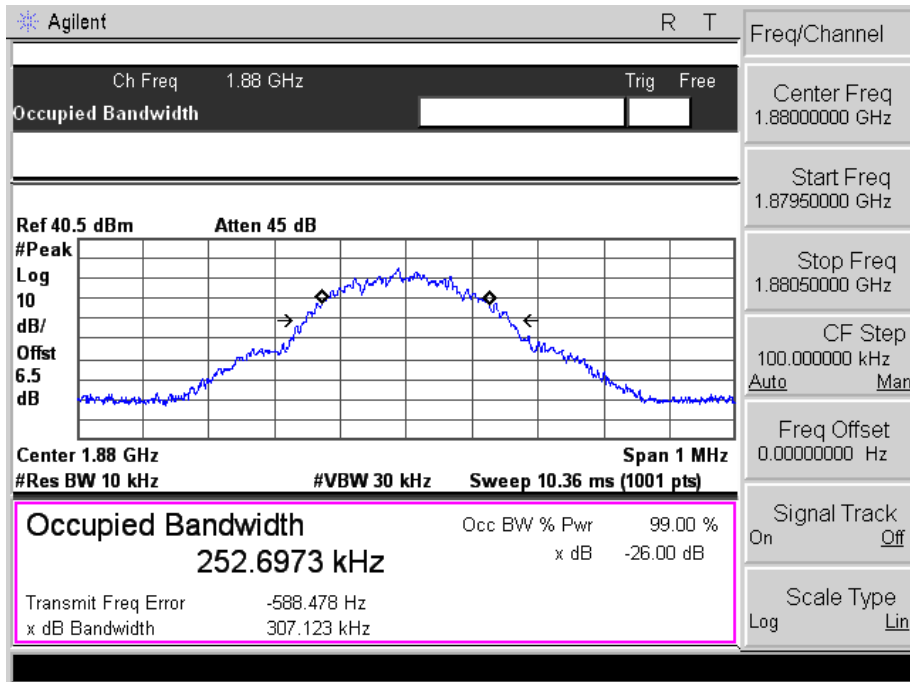 Agilent R T
Ch Freq 1.88 GHz Trig Free
Occupied Bandwidth
Ref 40.5 dBm Atten 45 dB
#Peak
Log
10
dB/
Offst
6.5
dB
Center 1.88 GHz Span 1 MHz
#Res BW 10 kHz #VBW 30 kHz Sweep 10.36 ms (1001 pts)
Occupied Bandwidth Occ BW % Pwr 99.00 %
252.6973 kHz x dB -26.00 dB
Transmit Freq Error -588.478 Hz
x dB Bandwidth 307.123 kHz
Freq/Channel
Center Freq
1.88000000 GHz
Start Freq
1.87950000 GHz
Stop Freq
1.88050000 GHz
CF Step
100.000000 kHz
Auto Man
Freq Offset
0.00000000 Hz
Signal Track
On Off
Scale Type
Log Lin